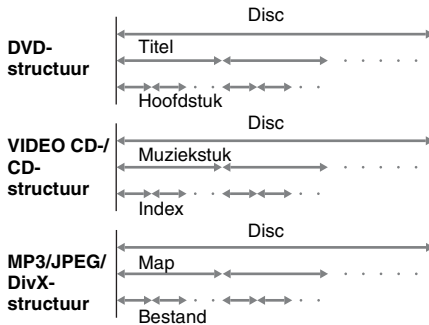 Disc
DVD-
structuur
Titel
Hoofdstuk
Disc
VIDEO CD-/
CD-
structuur
Muziekstuk
Index
Disc
MP3/JPEG/
DivX-
structuur
Map
Bestand